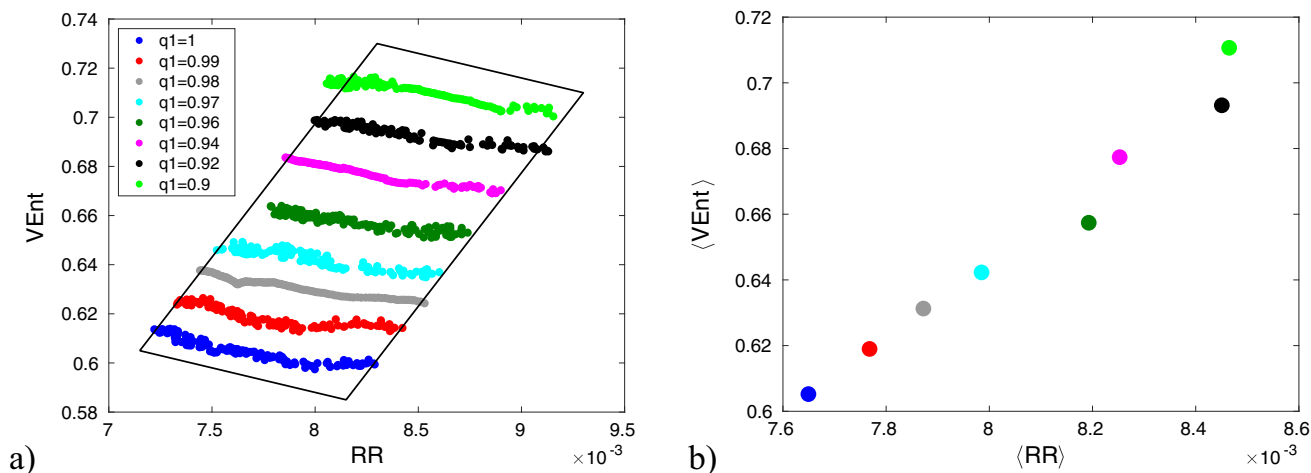 VEnt
0.74
0.72
0.7
0.68
0.66
0.64
0.62
0.6
0.58
q1=1
q1=0.99
q1=0.98
q1=0.97
q1=0.96
q1=0.94
q1=0.92
q1=0.9
7 7.5 8 8.5 9 9.5
RR ×10⁻³
a)
⟨VEnt⟩
0.72
0.7
0.68
0.66
0.64
0.62
0.6
7.6 7.8 8 8.2 8.4 8.6
⟨RR⟩ ×10⁻³
b)